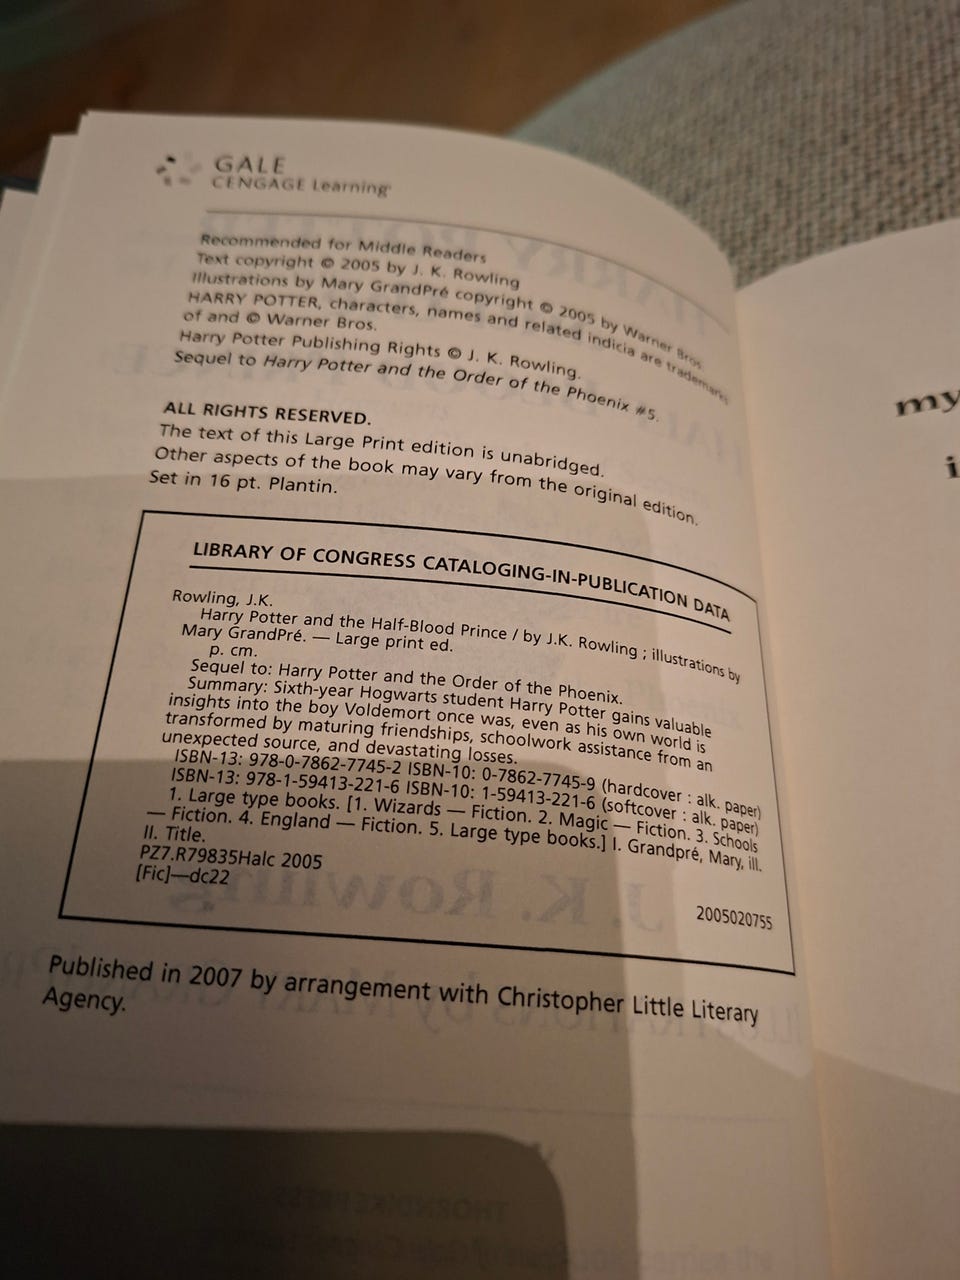 GALE
CENGAGE Learning
Recommended for Middle Readers
Text copyright © 2005 by J. K. Rowling
Illustrations by Mary GrandPré copyright © 2005 by Warner Bros.
HARRY POTTER, characters, names and related indicia are trademarks
of and © Warner Bros.
Harry Potter Publishing Rights © J. K. Rowling.
Sequel to Harry Potter and the Order of the Phoenix #5.
ALL RIGHTS RESERVED.
The text of this Large Print edition is unabridged.
Other aspects of the book may vary from the original edition.
Set in 16 pt. Plantin.
LIBRARY OF CONGRESS CATALOGING-IN-PUBLICATION DATA
Rowling, J.K.
Harry Potter and the Half-Blood Prince / by J.K. Rowling ; illustrations by
Mary GrandPré. — Large print ed.
p. cm.
Sequel to: Harry Potter and the Order of the Phoenix.
Summary: Sixth-year Hogwarts student Harry Potter gains valuable
insights into the boy Voldemort once was, even as his own world is
transformed by maturing friendships, schoolwork assistance from an
unexpected source, and devastating losses.
ISBN-13: 978-0-7862-7745-2 ISBN-10: 0-7862-7745-9 (hardcover : alk. paper)
ISBN-13: 978-1-59413-221-6 ISBN-10: 1-59413-221-6 (softcover : alk. paper)
1. Large type books. [1. Wizards — Fiction. 2. Magic — Fiction. 3. Schools
— Fiction. 4. England — Fiction. 5. Large type books.] I. Grandpré, Mary, ill.
II. Title.
PZ7.R79835Halc 2005
[Fic]—dc22
2005020755
Published in 2007 by arrangement with Christopher Little Literary
Agency.
my